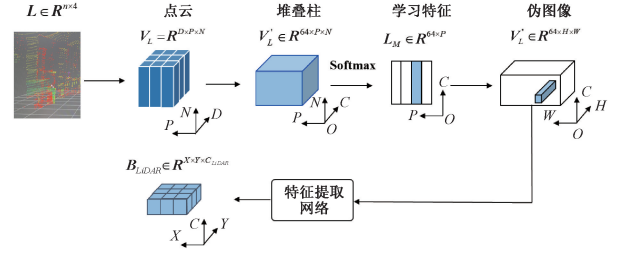 L∈R^{n×4}
点云
V_L=R^{D×P×N}
N
P
D
堆叠柱
V_L^'∈R^{64×P×N}
N
C
P
O
Softmax
学习特征
L_M∈R^{64×P}
C
P
O
伪图像
V_L^*∈R^{64×H×W}
C
H
W
O
特征提取
网络
B_{LiDAR}∈R^{X×Y×C_{LiDAR}}
C
Y
X